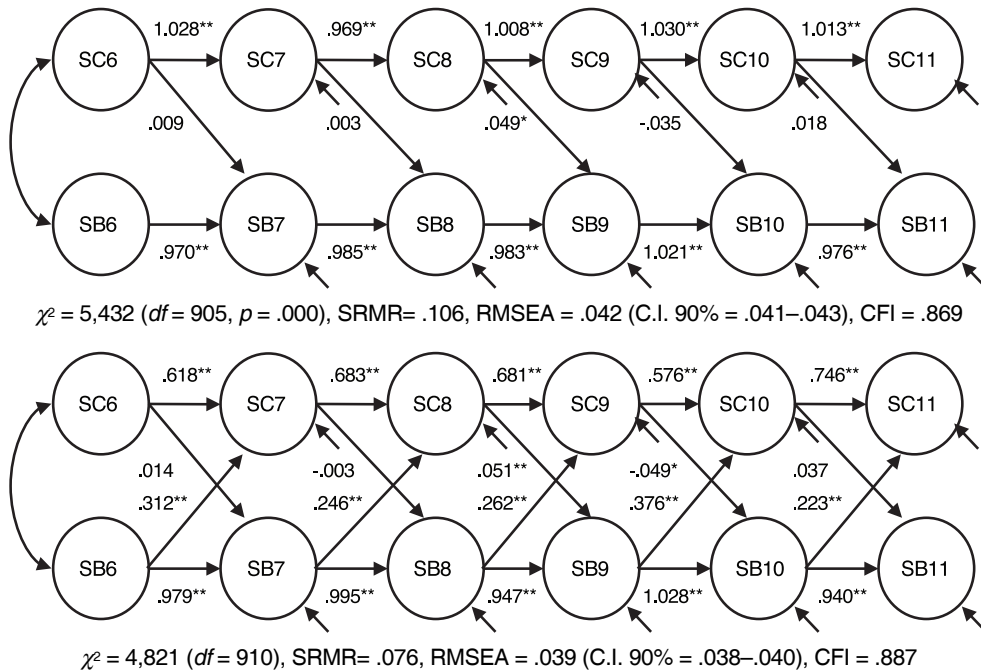 1.028** .969** 1.008** 1.030** 1.013**
SC6 SC7 SC8 SC9 SC10 SC11
.009 .003 .049* -.035 .018
SB6 SB7 SB8 SB9 SB10 SB11
.970** .985** .983** 1.021** .976**
χ² = 5,432 (df = 905, p = .000), SRMR= .106, RMSEA = .042 (C.I. 90% = .041–.043), CFI = .869
.618** .683** .681** .576** .746**
SC6 SC7 SC8 SC9 SC10 SC11
.014 -.003 .051** -.049* .037
.312** .246** .262** .376** .223**
SB6 SB7 SB8 SB9 SB10 SB11
.979** .995** .947** 1.028** .940**
χ² = 4,821 (df = 910), SRMR= .076, RMSEA = .039 (C.I. 90% = .038–.040), CFI = .887